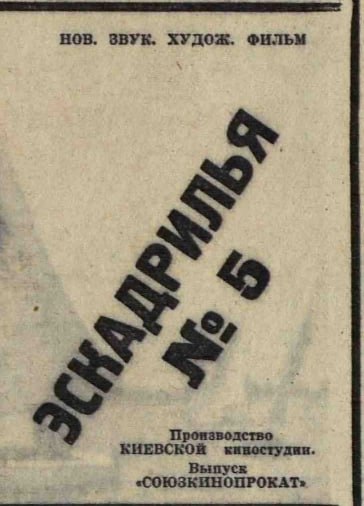 НОВ. ЗВУК. ХУДОЖ. ФИЛЬМ
ЭСКАДРИЛЬЯ
№ 5
Производство
КИЕВСКОЙ киностудии.
Выпуск
«СОЮЗКИНОПРОКАТ»